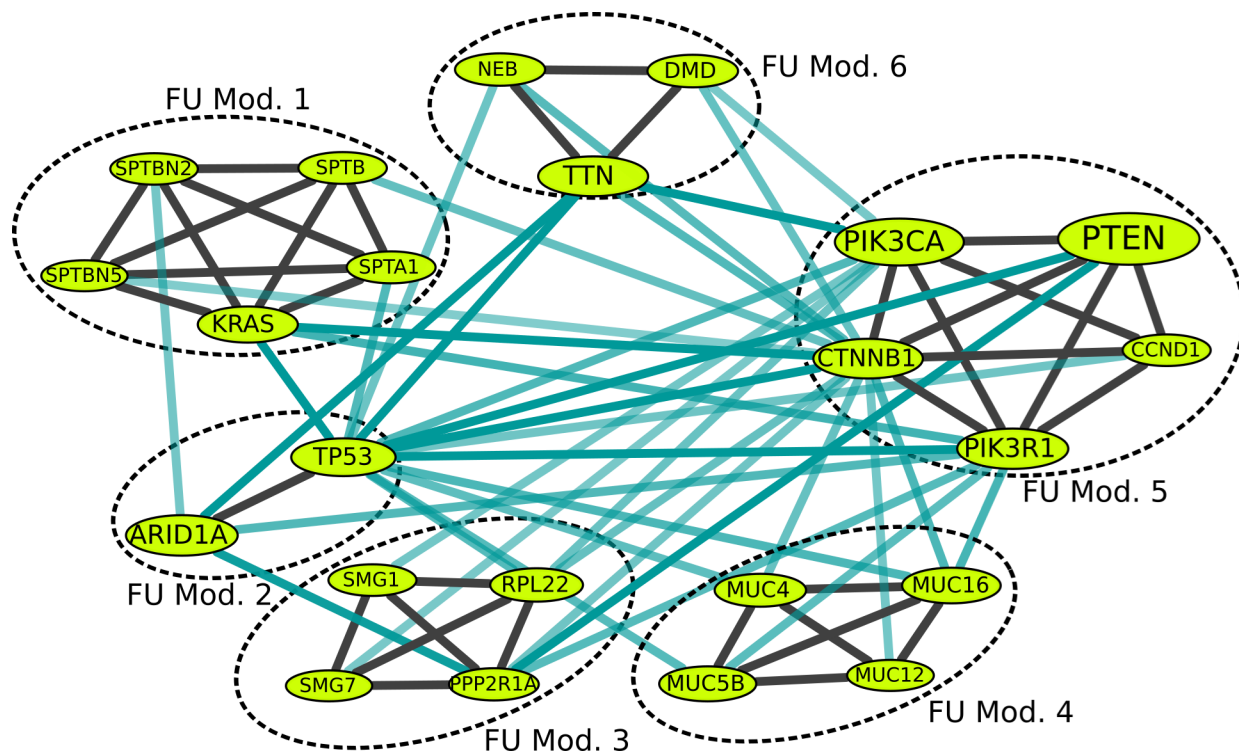 NEB
DMD
FU Mod. 6
TTN
FU Mod. 1
SPTBN2
SPTB
SPTBN5
SPTA1
KRAS
PIK3CA
PTEN
CTNNB1
CCND1
PIK3R1
FU Mod. 5
TP53
ARID1A
FU Mod. 2
SMG1
RPL22
SMG7
PPP2R1A
FU Mod. 3
MUC4
MUC16
MUC5B
MUC12
FU Mod. 4